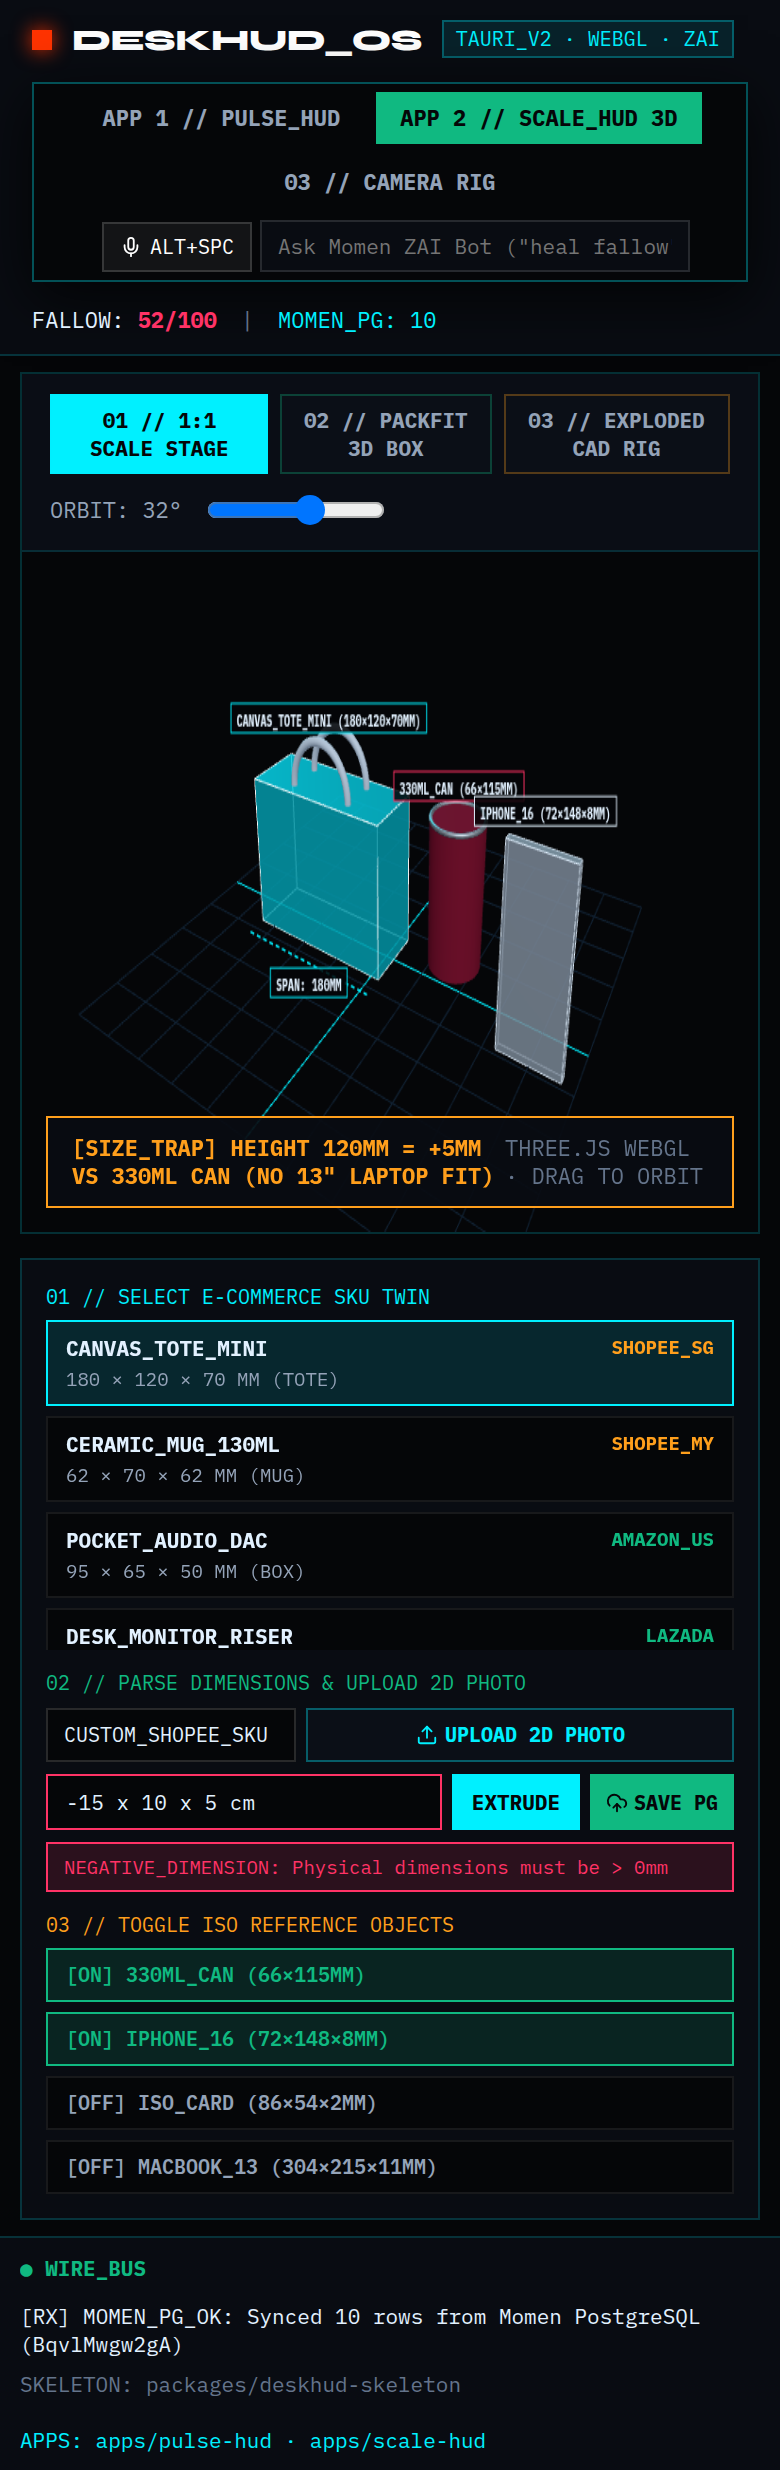 DESKHUD_OS
TAURI_V2 · WEBGL · ZAI
APP 1 // PULSE_HUD
APP 2 // SCALE_HUD 3D
03 // CAMERA RIG
ALT+SPC
Ask Momen ZAI Bot ("heal fallow
FALLOW: 52/100 | MOMEN_PG: 10
01 // 1:1
SCALE STAGE
02 // PACKFIT
3D BOX
03 // EXPLODED
CAD RIG
ORBIT: 32°
CANVAS_TOTE_MINI (180×120×70MM)
330ML_CAN (66×115MM)
IPHONE_16 (72×148×8MM)
SPAN: 180MM
[SIZE_TRAP] HEIGHT 120MM = +5MM
VS 330ML CAN (NO 13" LAPTOP FIT)
THREE.JS WEBGL
· DRAG TO ORBIT
01 // SELECT E-COMMERCE SKU TWIN
CANVAS_TOTE_MINI
SHOPEE_SG
180 × 120 × 70 MM (TOTE)
CERAMIC_MUG_130ML
SHOPEE_MY
62 × 70 × 62 MM (MUG)
POCKET_AUDIO_DAC
AMAZON_US
95 × 65 × 50 MM (BOX)
DESK_MONITOR_RISER
LAZADA
02 // PARSE DIMENSIONS & UPLOAD 2D PHOTO
CUSTOM_SHOPEE_SKU
UPLOAD 2D PHOTO
-15 x 10 x 5 cm
EXTRUDE
SAVE PG
NEGATIVE_DIMENSION: Physical dimensions must be > 0mm
03 // TOGGLE ISO REFERENCE OBJECTS
[ON] 330ML_CAN (66×115MM)
[ON] IPHONE_16 (72×148×8MM)
[OFF] ISO_CARD (86×54×2MM)
[OFF] MACBOOK_13 (304×215×11MM)
● WIRE_BUS
[RX] MOMEN_PG_OK: Synced 10 rows from Momen PostgreSQL
(BqvlMwgw2gA)
SKELETON: packages/deskhud-skeleton
APPS: apps/pulse-hud · apps/scale-hud